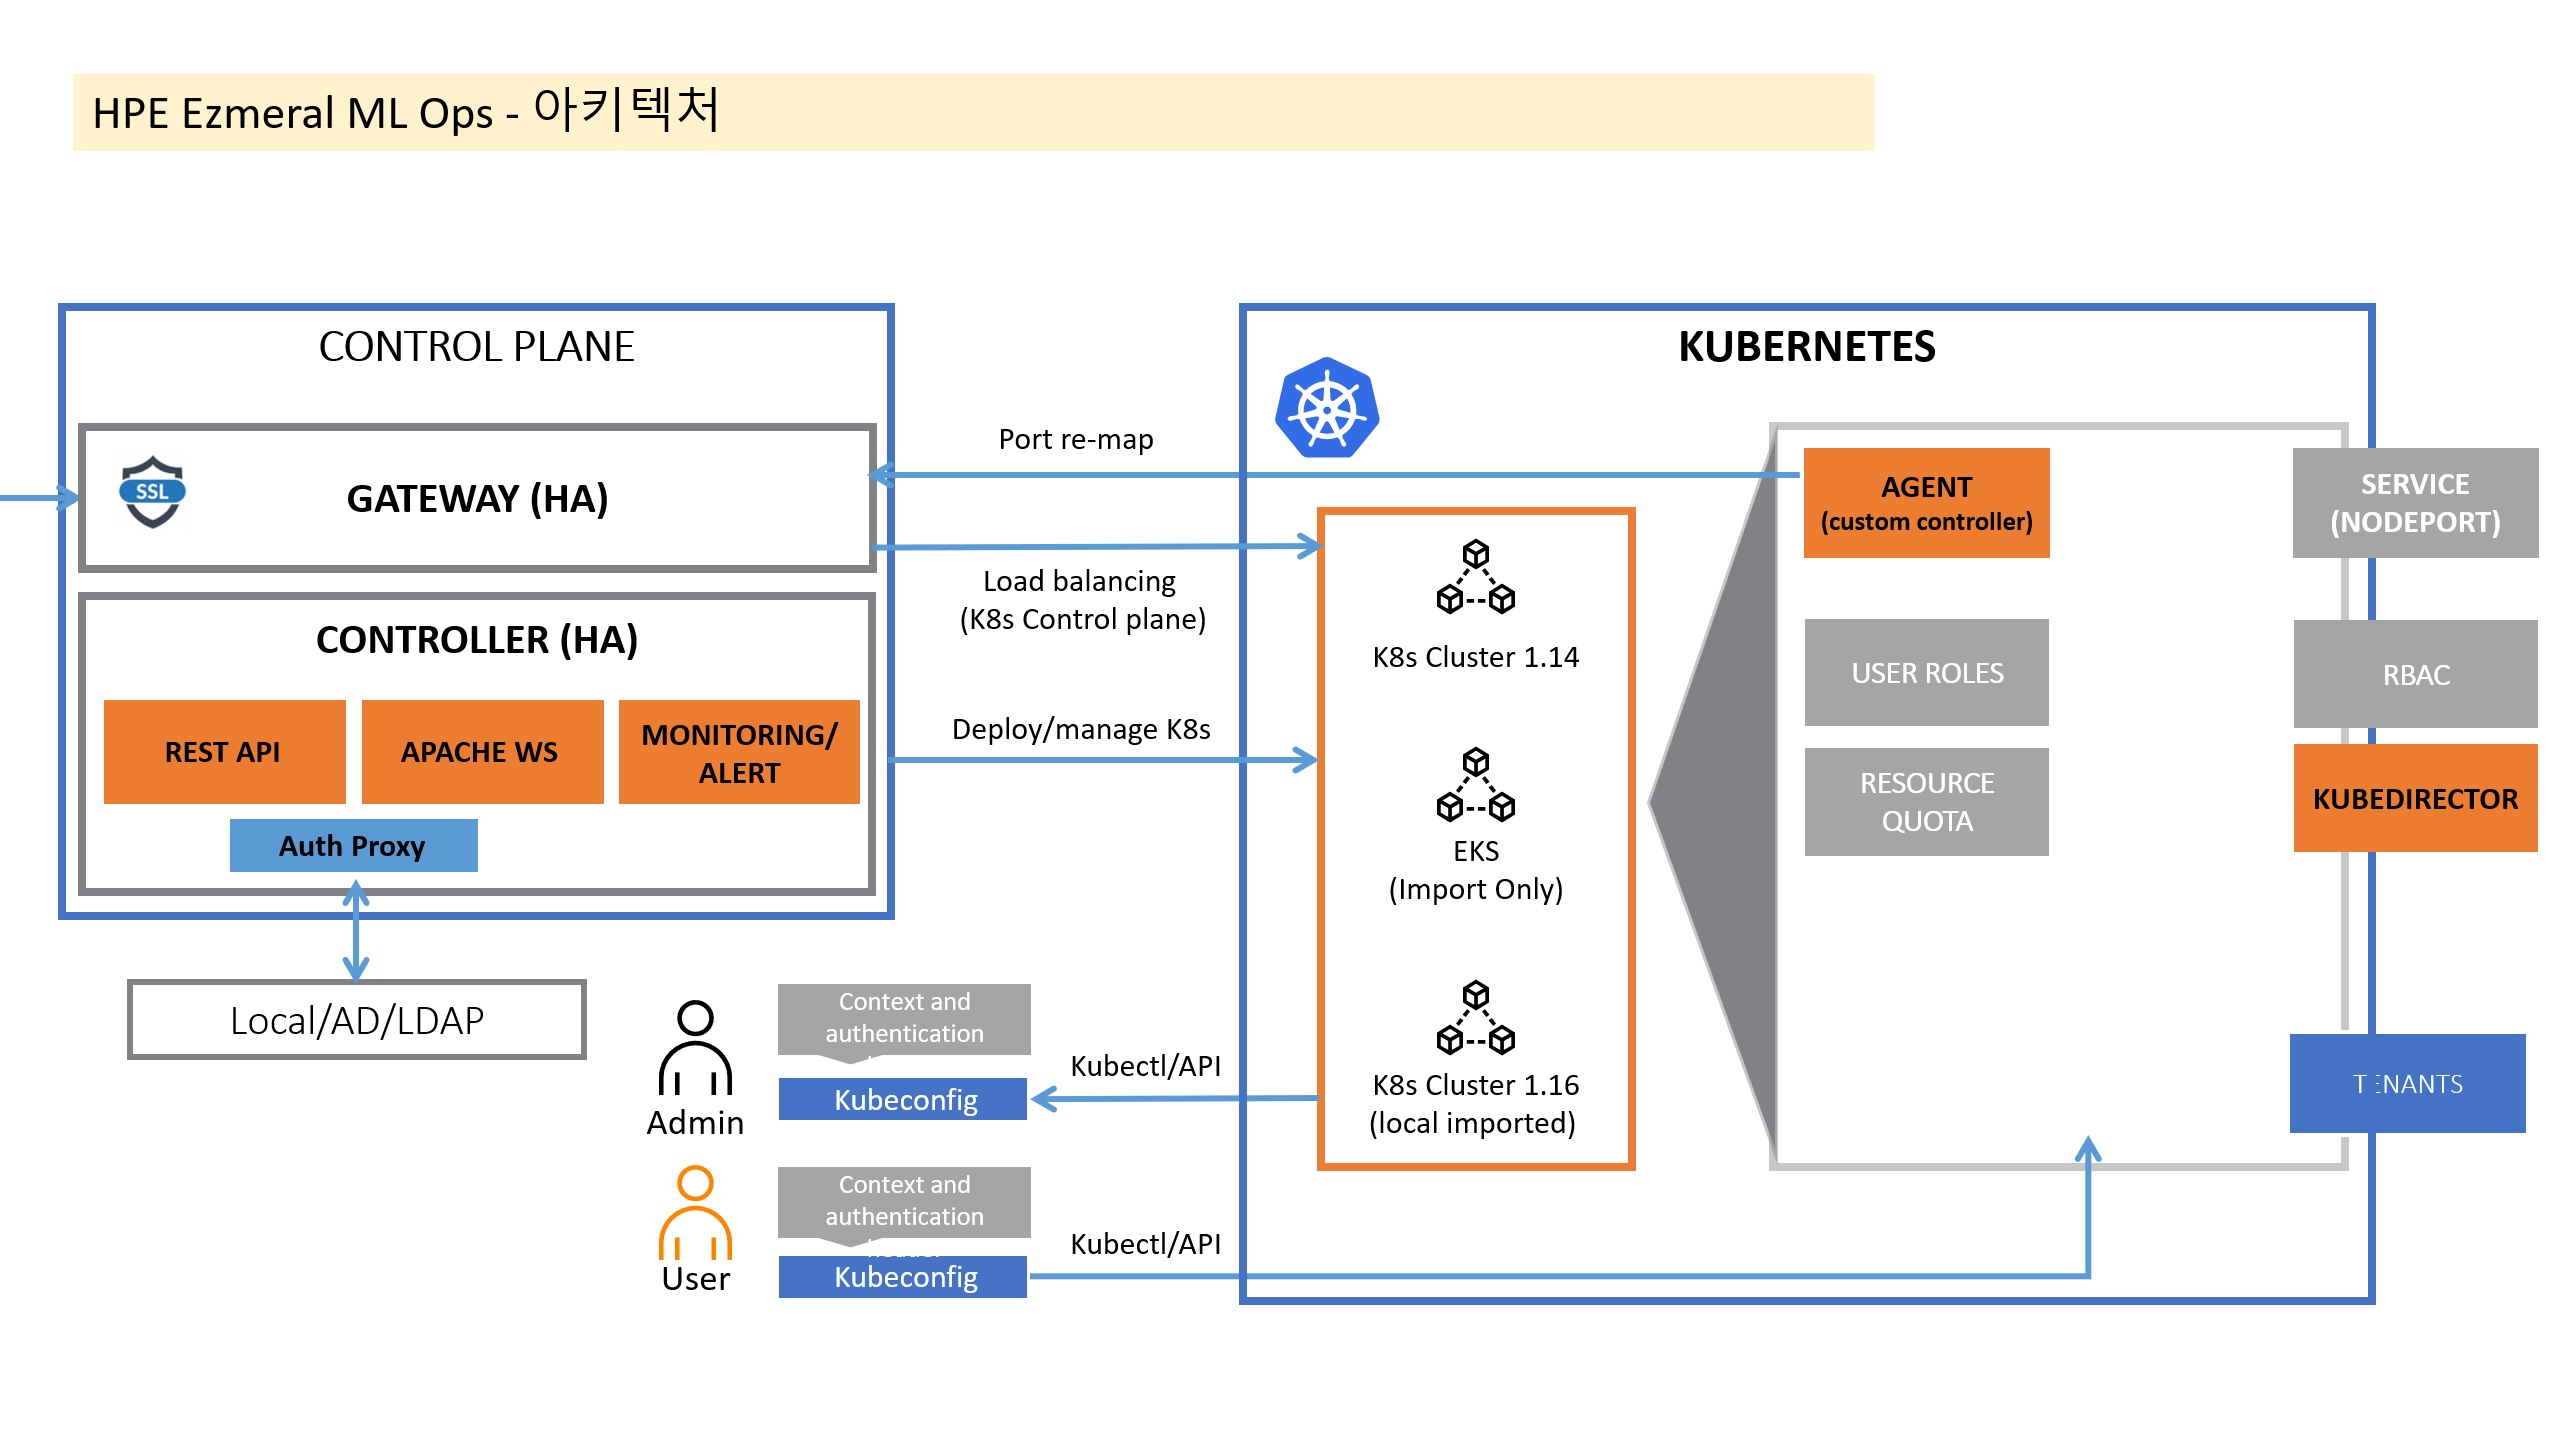 HPE Ezmeral ML Ops - 아키텍처
CONTROL PLANE
SSL
GATEWAY (HA)
CONTROLLER (HA)
REST API
APACHE WS
MONITORING/
ALERT
Auth Proxy
Local/AD/LDAP
Port re-map
Load balancing
(K8s Control plane)
Deploy/manage K8s
Admin
Context and
authentication
Kubeconfig
Kubectl/API
User
Context and
authentication
Kubeconfig
Kubectl/API
KUBERNETES
K8s Cluster 1.14
EKS
(Import Only)
K8s Cluster 1.16
(local imported)
AGENT
(custom controller)
USER ROLES
RESOURCE
QUOTA
SERVICE
(NODEPORT)
RBAC
KUBEDIRECTOR
TENANTS